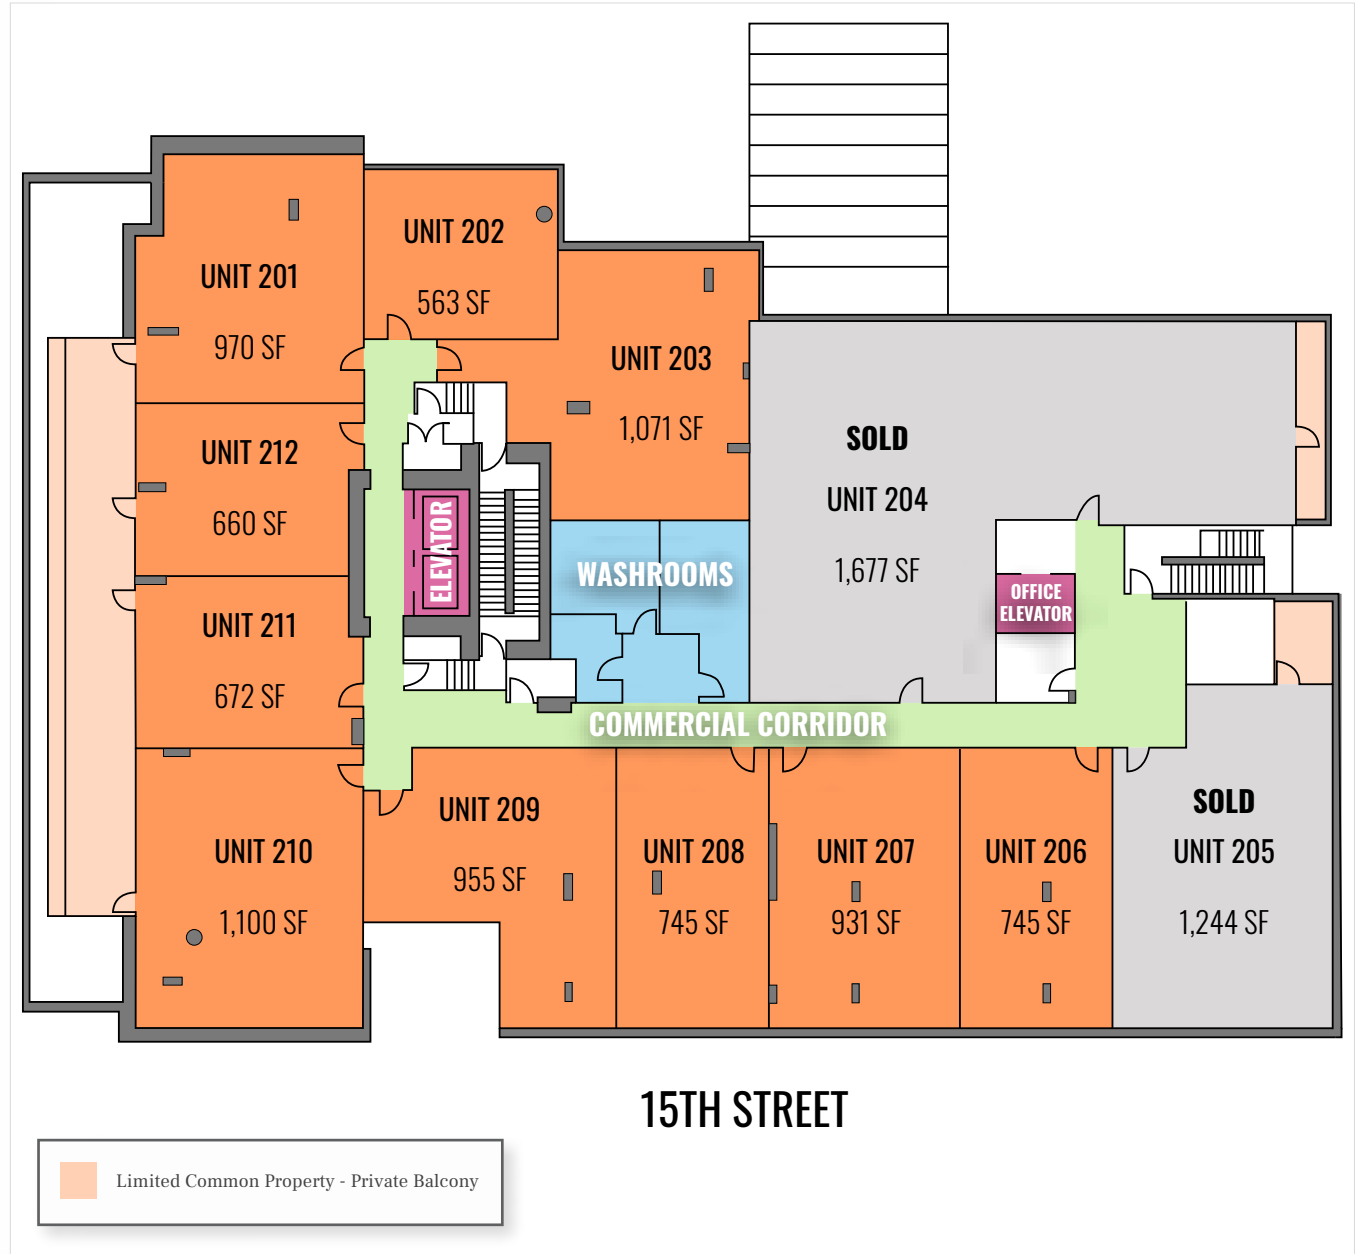 UNIT 201
970 SF
UNIT 202
563 SF
UNIT 203
1,071 SF
SOLD
UNIT 204
1,677 SF
UNIT 212
660 SF
ELEVATOR
WASHROOMS
OFFICE
ELEVATOR
UNIT 211
672 SF
COMMERCIAL CORRIDOR
UNIT 210
1,100 SF
UNIT 209
955 SF
UNIT 208
745 SF
UNIT 207
931 SF
UNIT 206
745 SF
SOLD
UNIT 205
1,244 SF
15TH STREET
Limited Common Property - Private Balcony